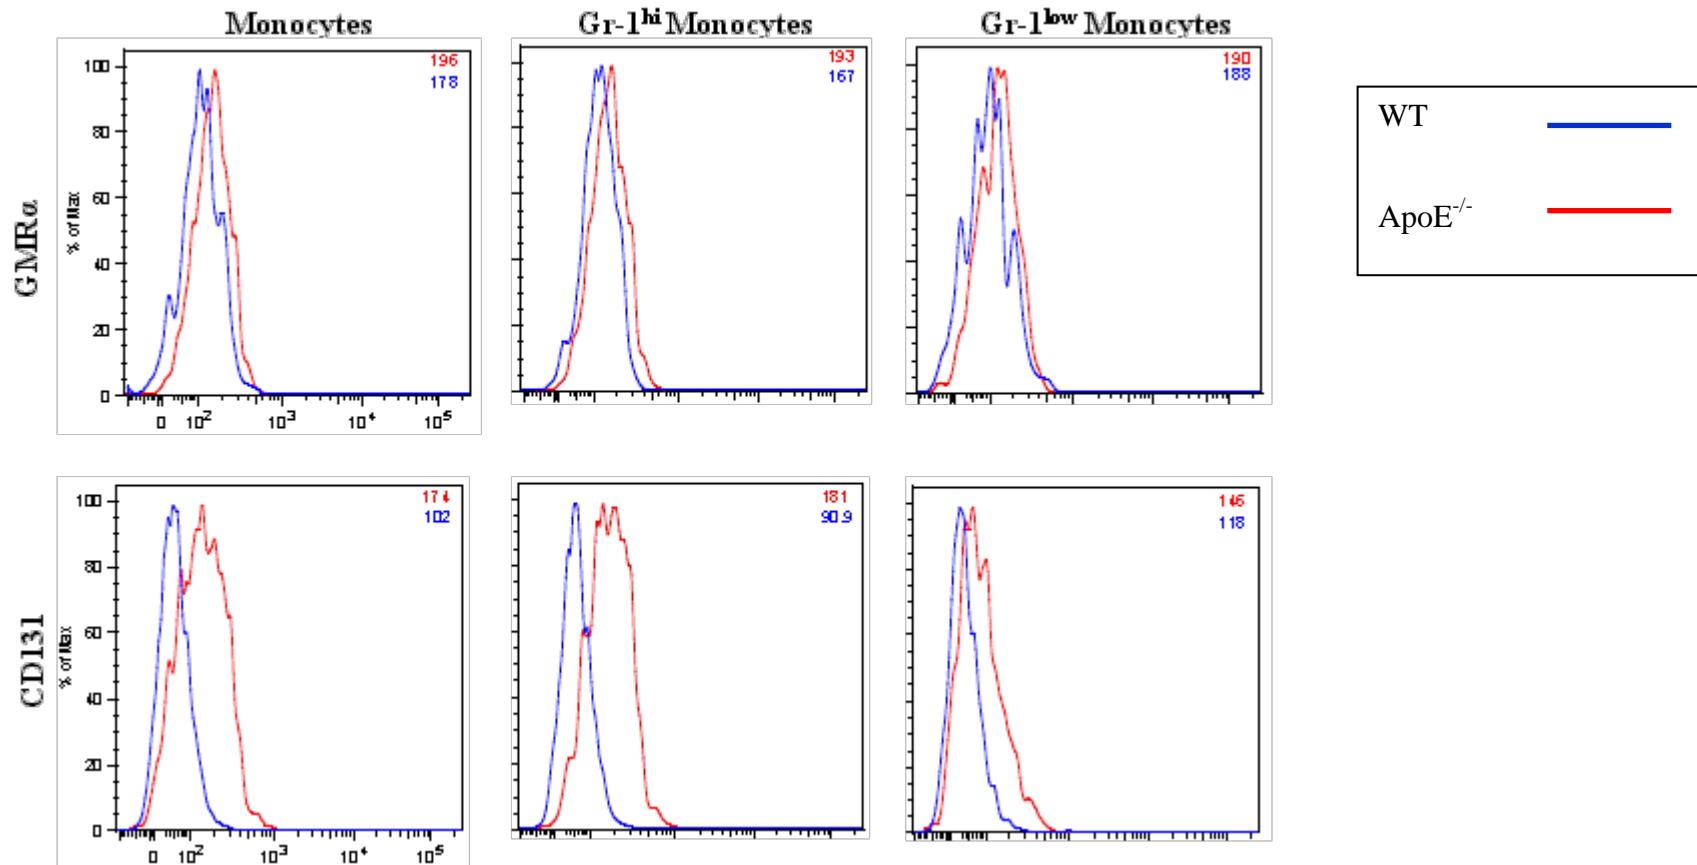 Monocytes
Gr-1hi Monocytes
Gr-1low Monocytes
GMRα
% of Max
100
80
60
40
20
0
0 10² 10³ 10⁴ 10⁵
196
178
193
167
190
188
WT
ApoE-/-
CD131
% of Max
100
80
60
40
20
0
0 10² 10³ 10⁴ 10⁵
174
102
181
90.9
146
118